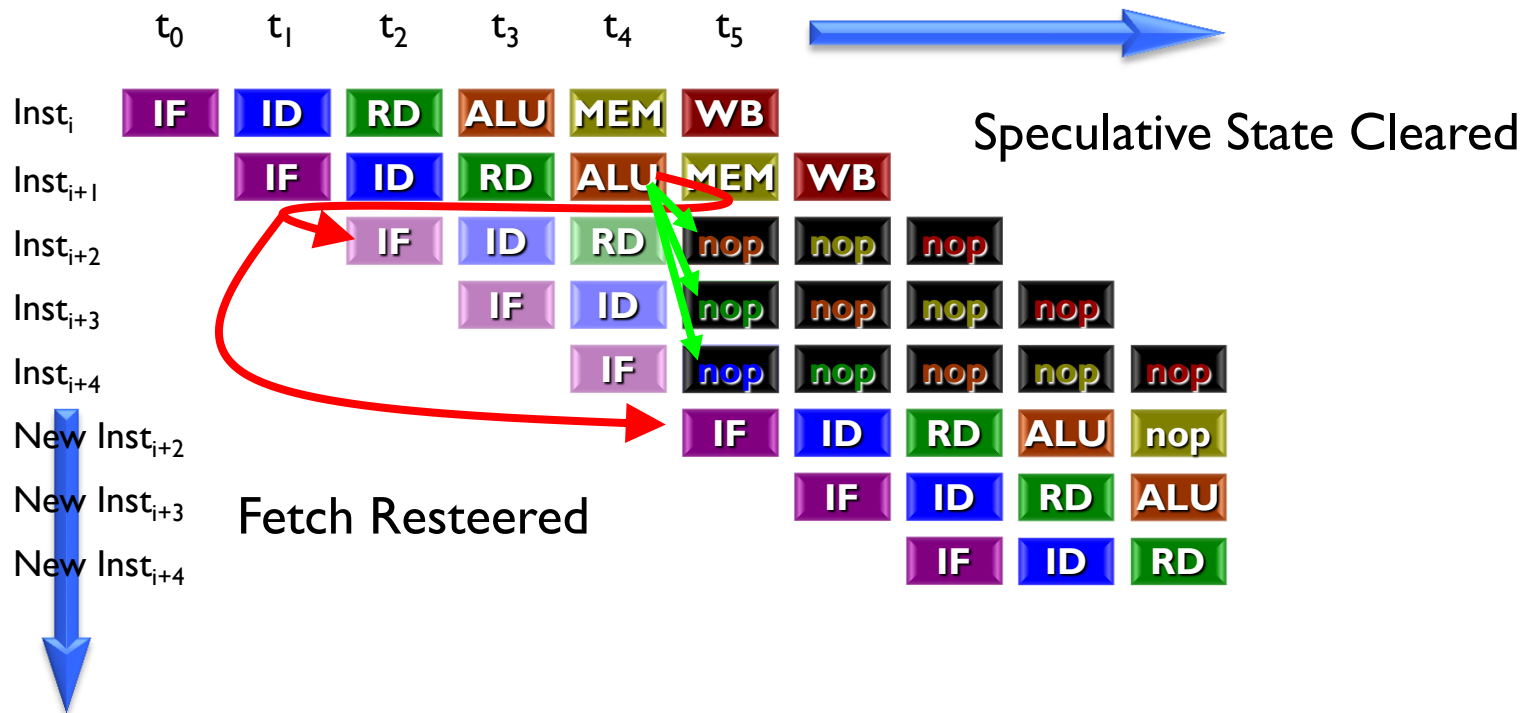 t0 t1 t2 t3 t4 t5
Insti IF ID RD ALU MEM WB
Speculative State Cleared
Insti+1 IF ID RD ALU MEM WB
Insti+2 IF ID RD nop nop nop
Insti+3 IF ID nop nop nop nop
Insti+4 IF nop nop nop nop nop
New Insti+2 IF ID RD ALU nop
New Insti+3 IF ID RD ALU
Fetch Resteered
New Insti+4 IF ID RD